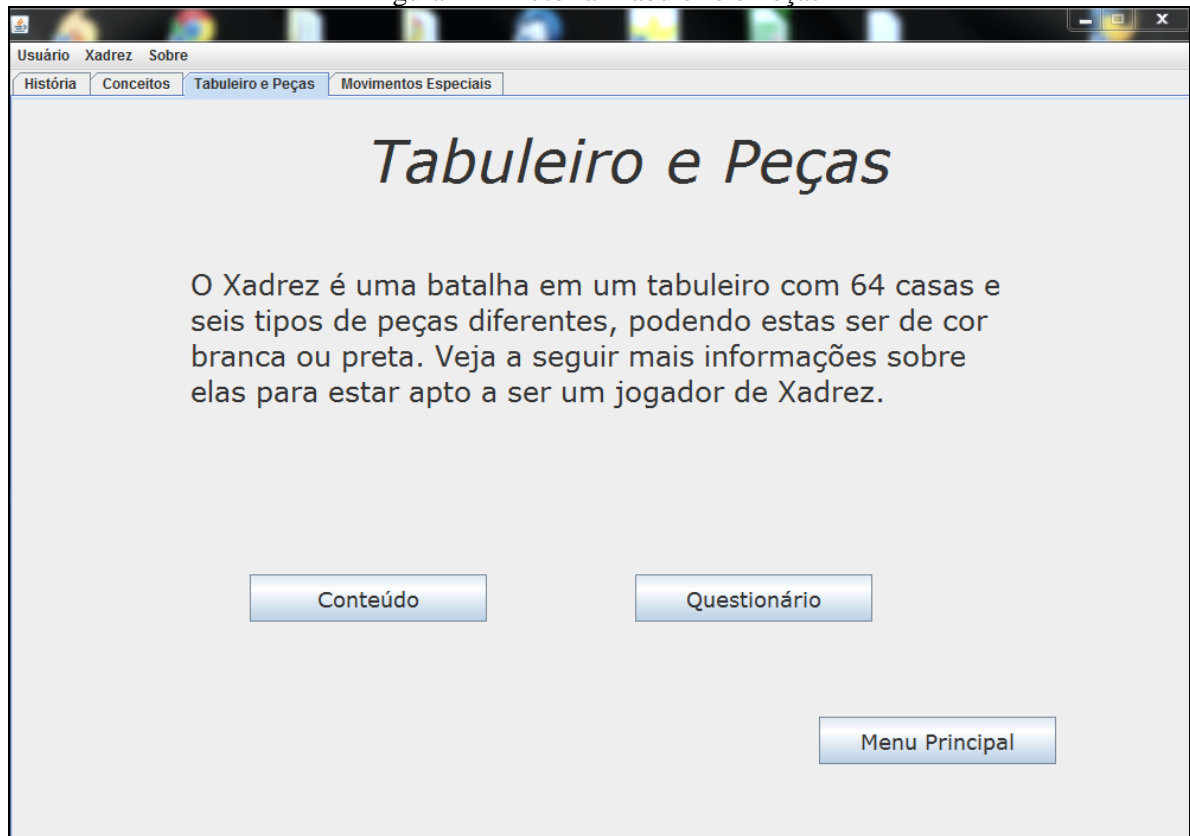 Usuário Xadrez Sobre
História Conceitos Tabuleiro e Peças Movimentos Especiais
Tabuleiro e Peças
O Xadrez é uma batalha em um tabuleiro com 64 casas e
seis tipos de peças diferentes, podendo estas ser de cor
branca ou preta. Veja a seguir mais informações sobre
elas para estar apto a ser um jogador de Xadrez.
Conteúdo Questionário
Menu Principal